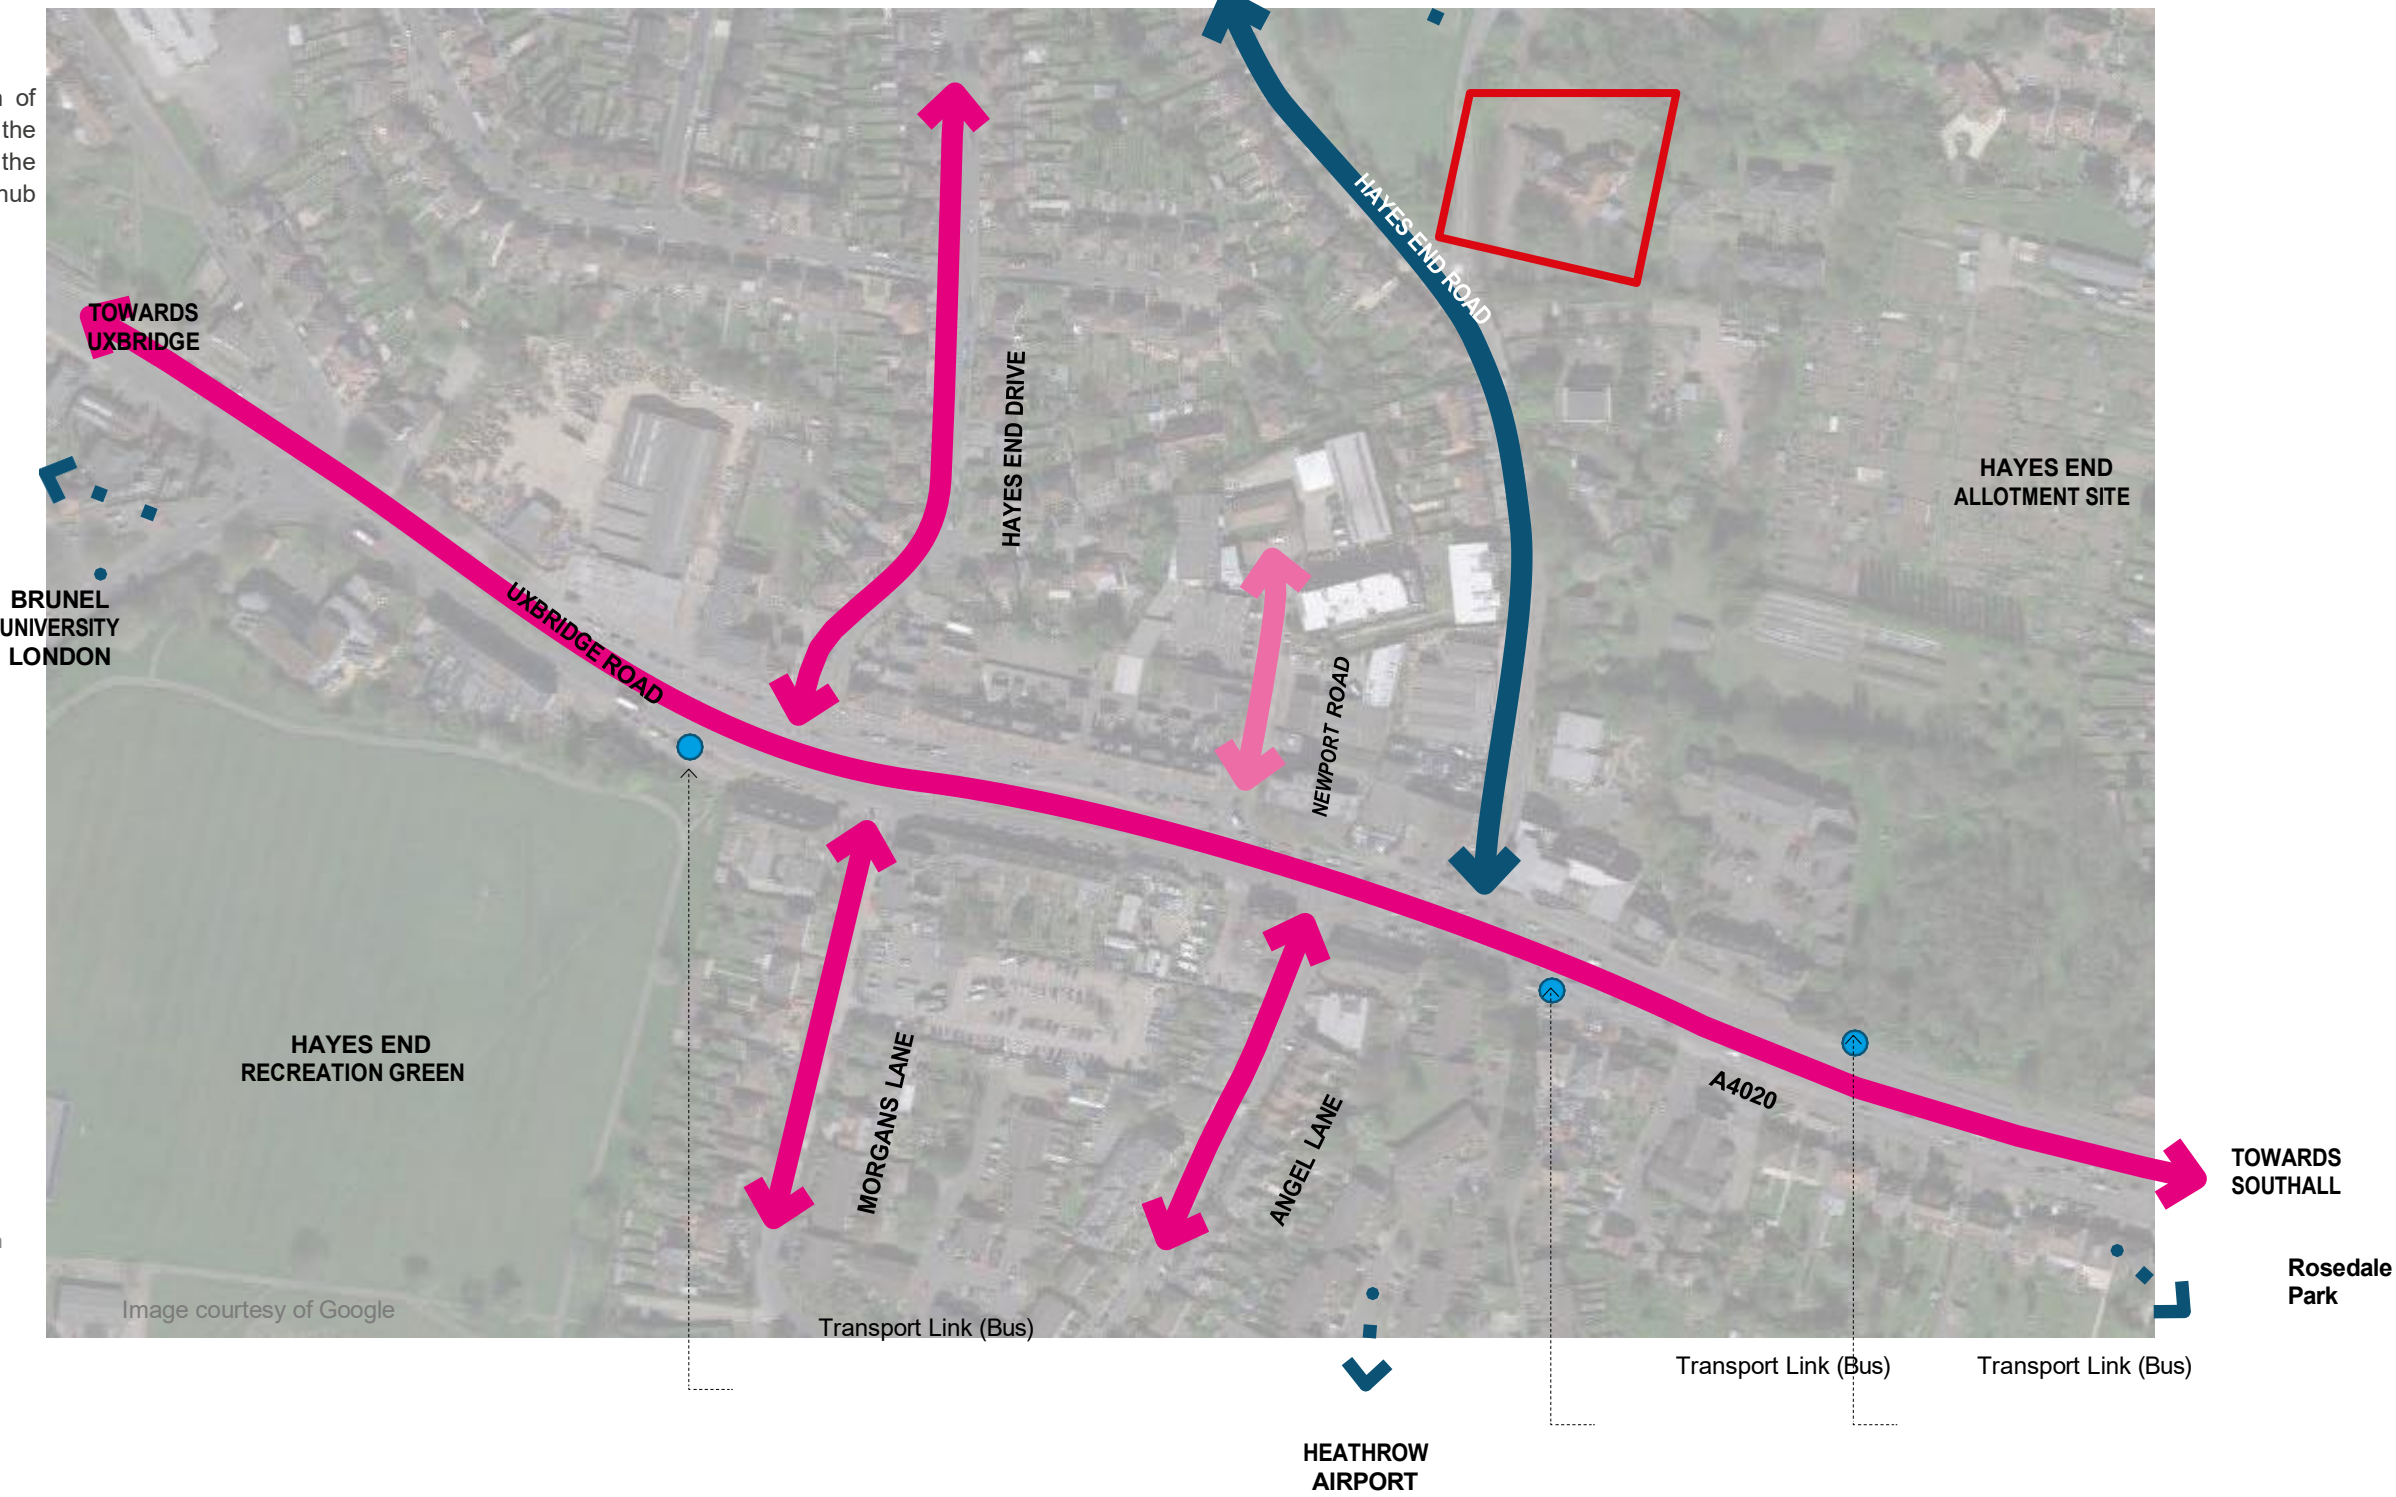 of
the
the
hub
TOWARDS
UXBRIDGE
HAYES END ROAD
HAYES END DRIVE
HAYES END
ALLOTMENT SITE
BRUNEL
UNIVERSITY
LONDON
UXBRIDGE ROAD
NEWPORT ROAD
HAYES END
RECREATION GREEN
MORGANS LANE
ANGEL LANE
A4020
TOWARDS
SOUTHALL
Rosedale
Park
Image courtesy of Google
Transport Link (Bus)
Transport Link (Bus)
Transport Link (Bus)
HEATHROW
AIRPORT